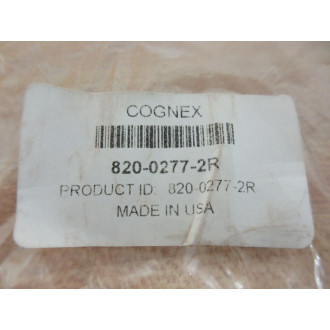 COGNEX
820-0277-2R
PRODUCT ID: 820-0277-2R
MADE IN USA